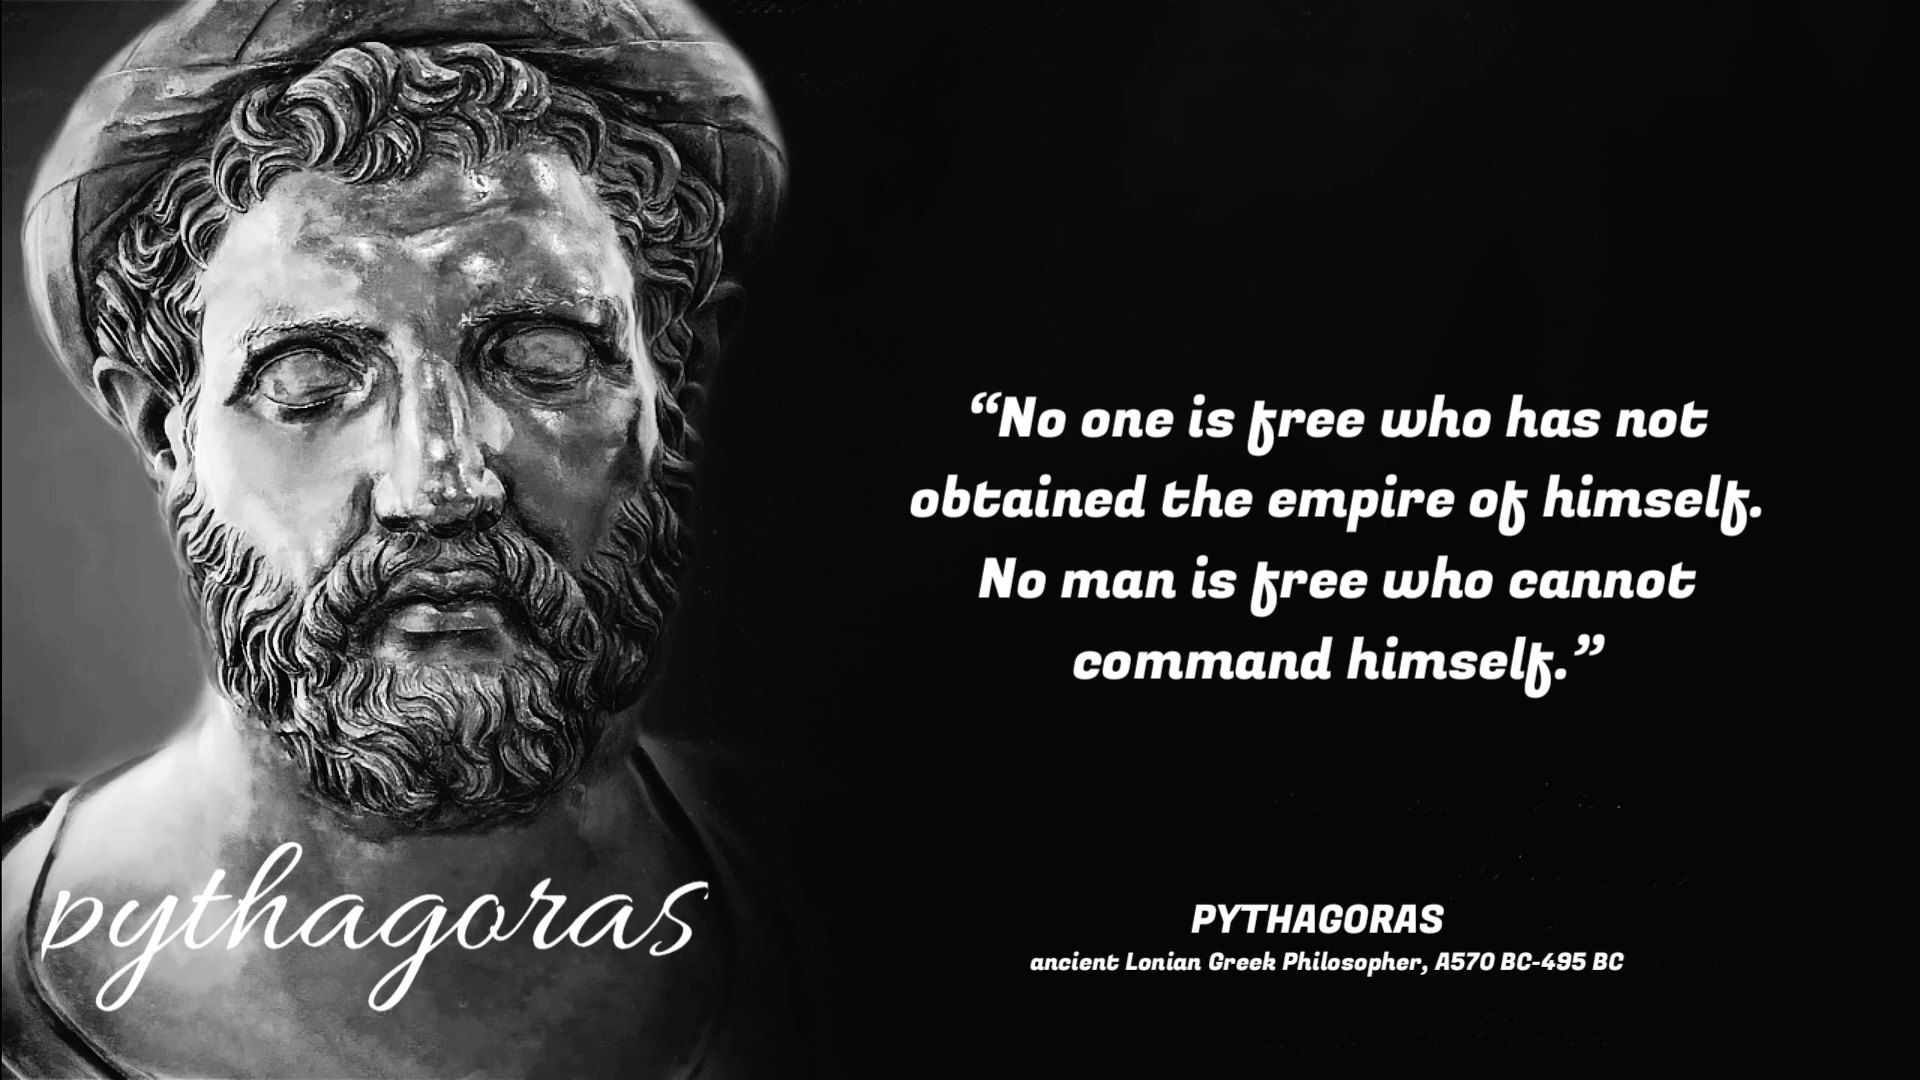 “No one is free who has not
obtained the empire of himself.
No man is free who cannot
command himself.”
pythagoras
PYTHAGORAS
ancient Lonian Greek Philosopher, A570 BC-495 BC